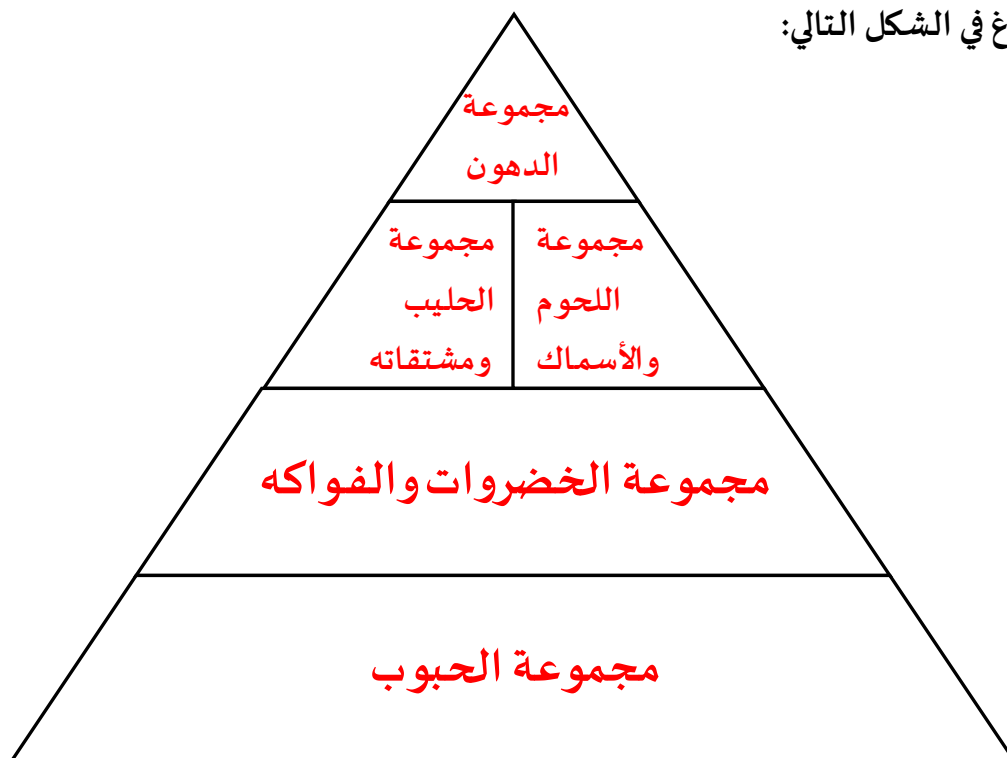 في الشكل التالي:
مجموعة
الدهون
مجموعة
اللحوم
والأسماك
مجموعة
الحليب
ومشتقاته
مجموعة الخضروات والفواكه
مجموعة الحبوب